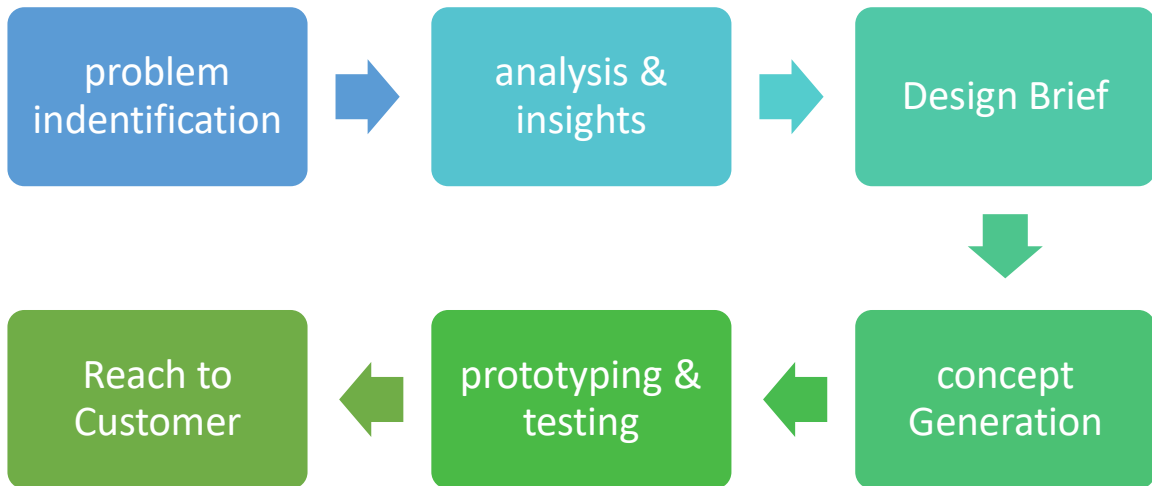 problem
indentification
analysis &
insights
Design Brief
concept
Generation
prototyping &
testing
Reach to
Customer